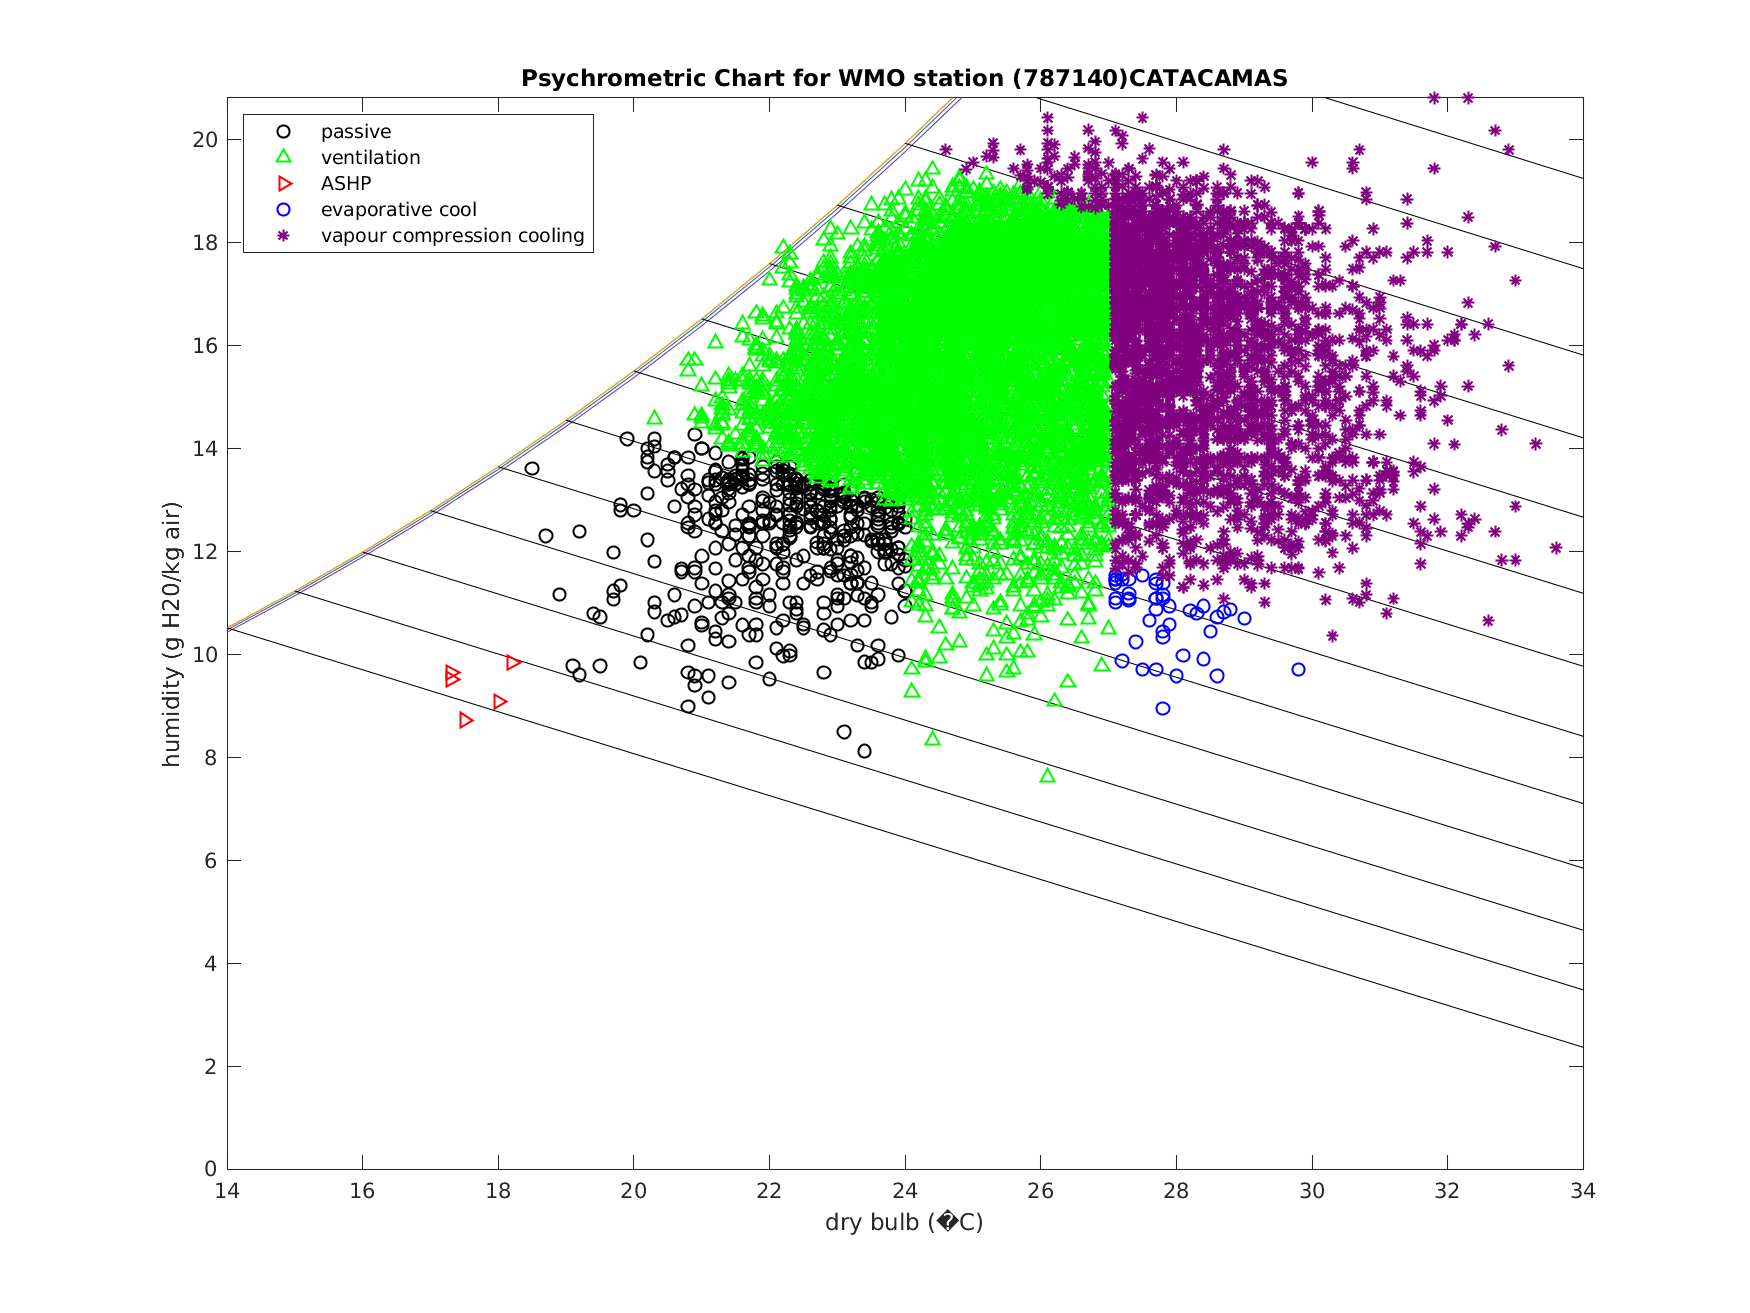 Psychrometric Chart for WMO station (787140)CATACAMAS
passive
ventilation
ASHP
evaporative cool
vapour compression cooling
humidity (g H20/kg air)
20
18
16
14
12
10
8
6
4
2
0
14 16 18 20 22 24 26 28 30 32 34
dry bulb (�C)